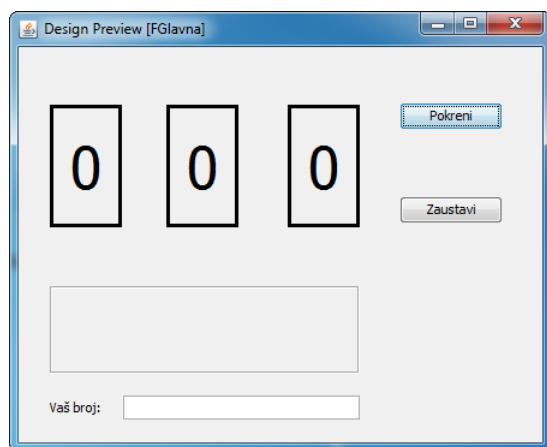 Design Preview [FGlavna]
0 0 0
Pokreni
Zaustavi
Vaš broj: